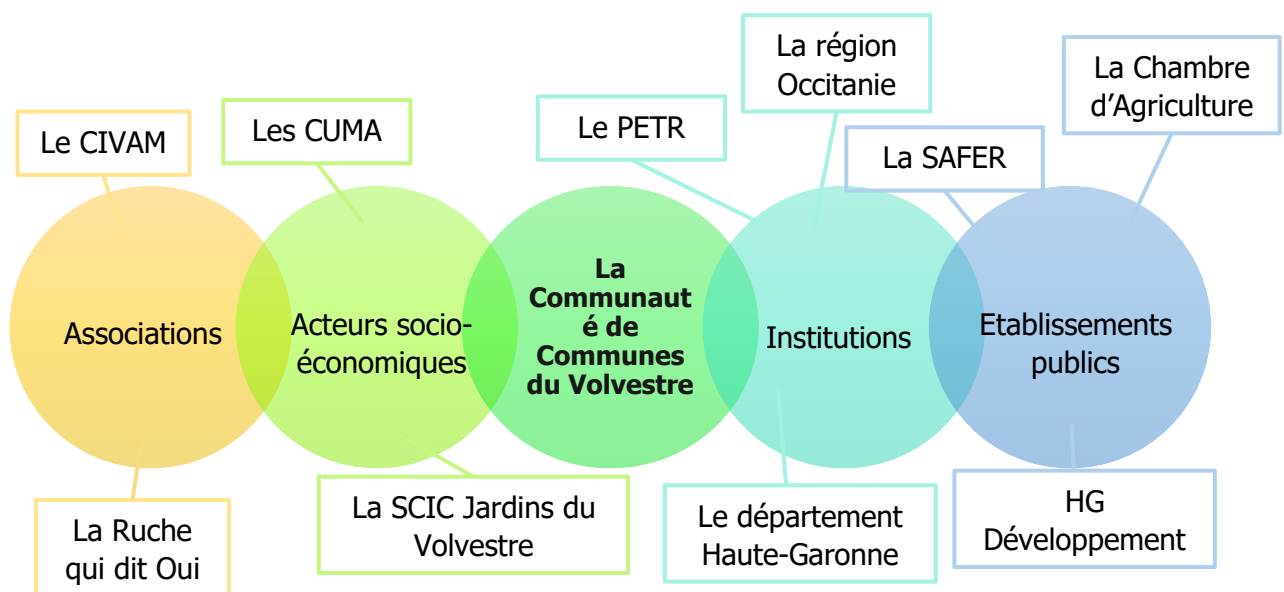 La région
Occitanie
La Chambre
d’Agriculture
Le CIVAM
Les CUMA
Le PETR
La SAFER
Associations
Acteurs socio-
économiques
La
Communaut
é de
Communes
du Volvestre
Institutions
Etablissements
publics
La Ruche
qui dit Oui
La SCIC Jardins du
Volvestre
Le département
Haute-Garonne
HG
Développement